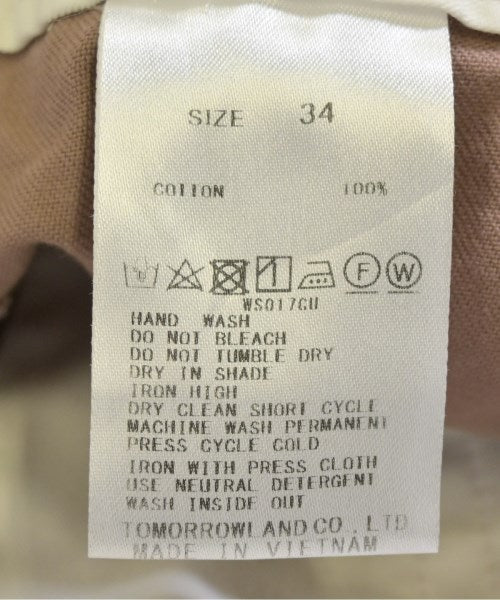 SIZE 34
COTTON 100%
F W
WS017GU
HAND WASH
DO NOT BLEACH
DO NOT TUMBLE DRY
DRY IN SHADE
IRON HIGH
DRY CLEAN SHORT CYCLE
MACHINE WASH PERMANENT
PRESS CYCLE COLD
IRON WITH PRESS CLOTH
USE NEUTRAL DETERGENT
WASH INSIDE OUT
TOMORROWLAND CO.,LTD
MADE IN VIETNAM